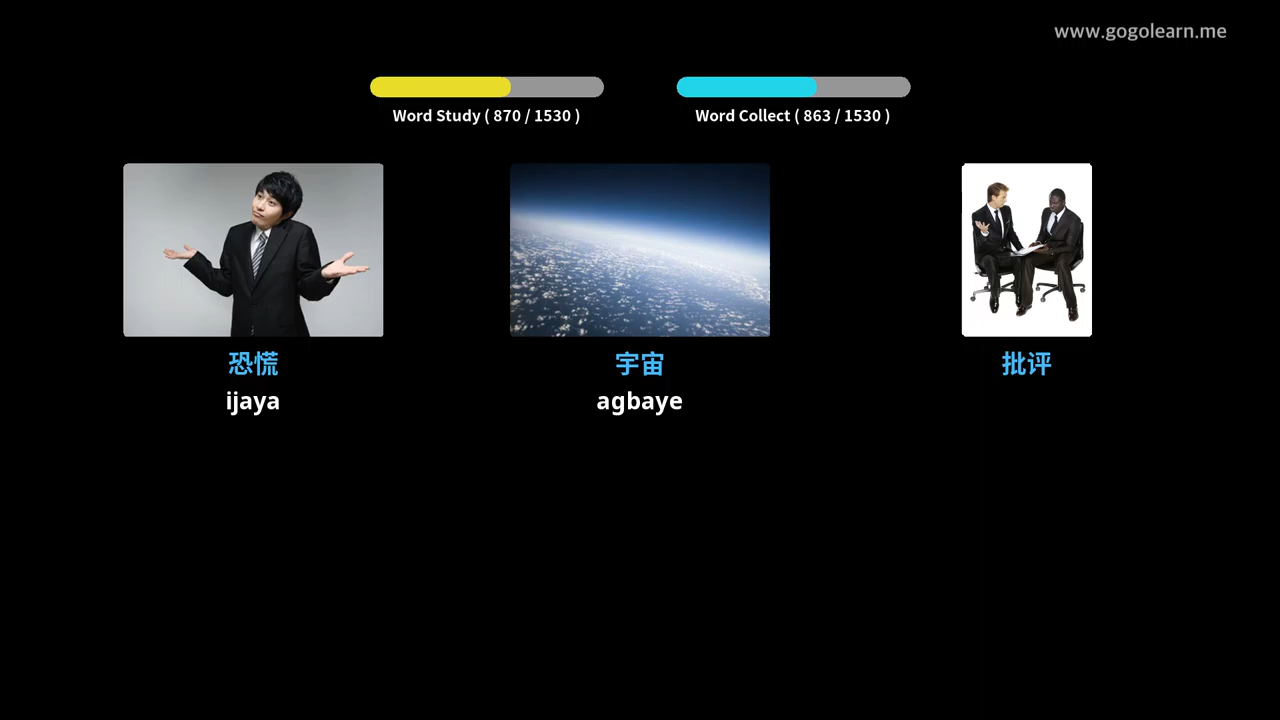 www.gogolearn.me
Word Study ( 870 / 1530 )
Word Collect ( 863 / 1530 )
恐慌
宇宙
批评
ijaya
agbaye